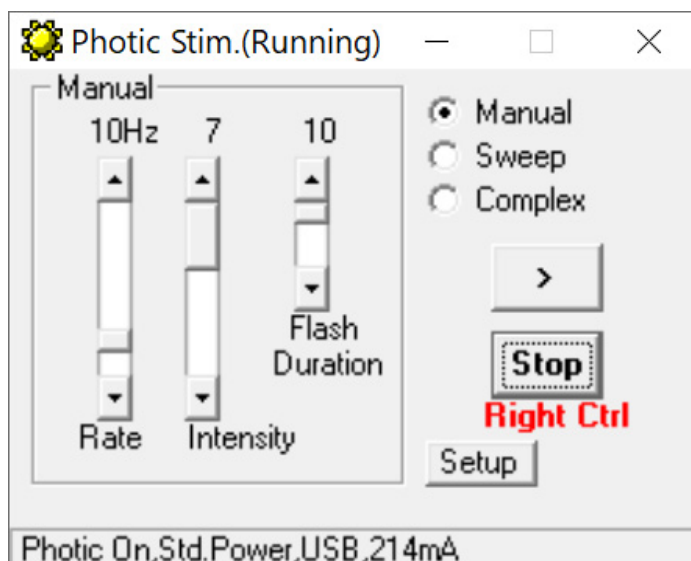 Photic Stim.(Running)
Manual
10Hz 7 10
Manual
Sweep
Complex
>
Flash
Duration
Stop
Right Ctrl
Rate Intensity
Setup
Photic On,Std.Power,USB,214mA